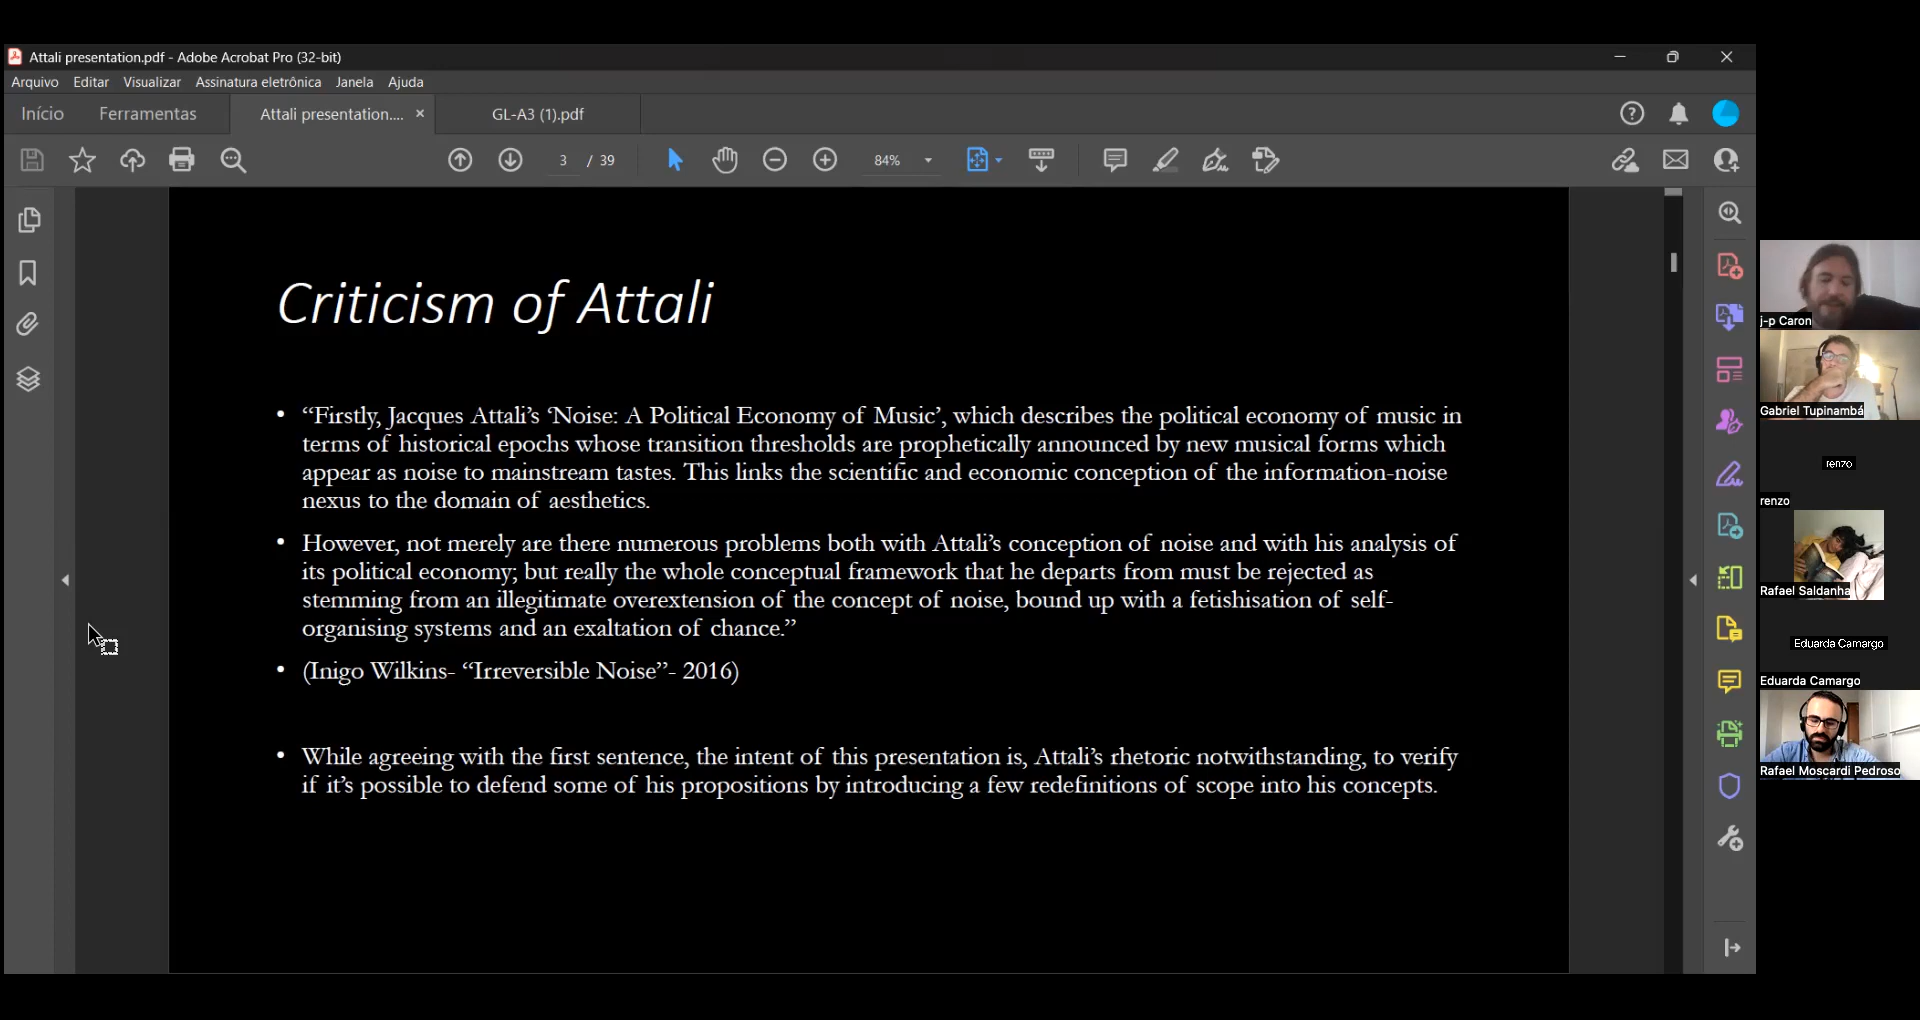 Attali presentation.pdf - Adobe Acrobat Pro (32-bit)
Arquivo Editar Visualizar Assinatura eletrônica Janela Ajuda
Início Ferramentas Attali presentation.... × GL-A3 (1).pdf
3 / 39 84%
Criticism of Attali
• “Firstly, Jacques Attali’s ‘Noise: A Political Economy of Music’, which describes the political economy of music in
terms of historical epochs whose transition thresholds are prophetically announced by new musical forms which
appear as noise to mainstream tastes. This links the scientific and economic conception of the information-noise
nexus to the domain of aesthetics.
• However, not merely are there numerous problems both with Attali’s conception of noise and with his analysis of
its political economy; but really the whole conceptual framework that he departs from must be rejected as
stemming from an illegitimate overextension of the concept of noise, bound up with a fetishisation of self-
organising systems and an exaltation of chance.”
• (Inigo Wilkins- “Irreversible Noise”- 2016)
• While agreeing with the first sentence, the intent of this presentation is, Attali’s rhetoric notwithstanding, to verify
if it’s possible to defend some of his propositions by introducing a few redefinitions of scope into his concepts.
j-p Caron
Gabriel Tupinambá
renzo
renzo
Rafael Saldanha
Eduarda Camargo
Eduarda Camargo
Rafael Moscardi Pedroso